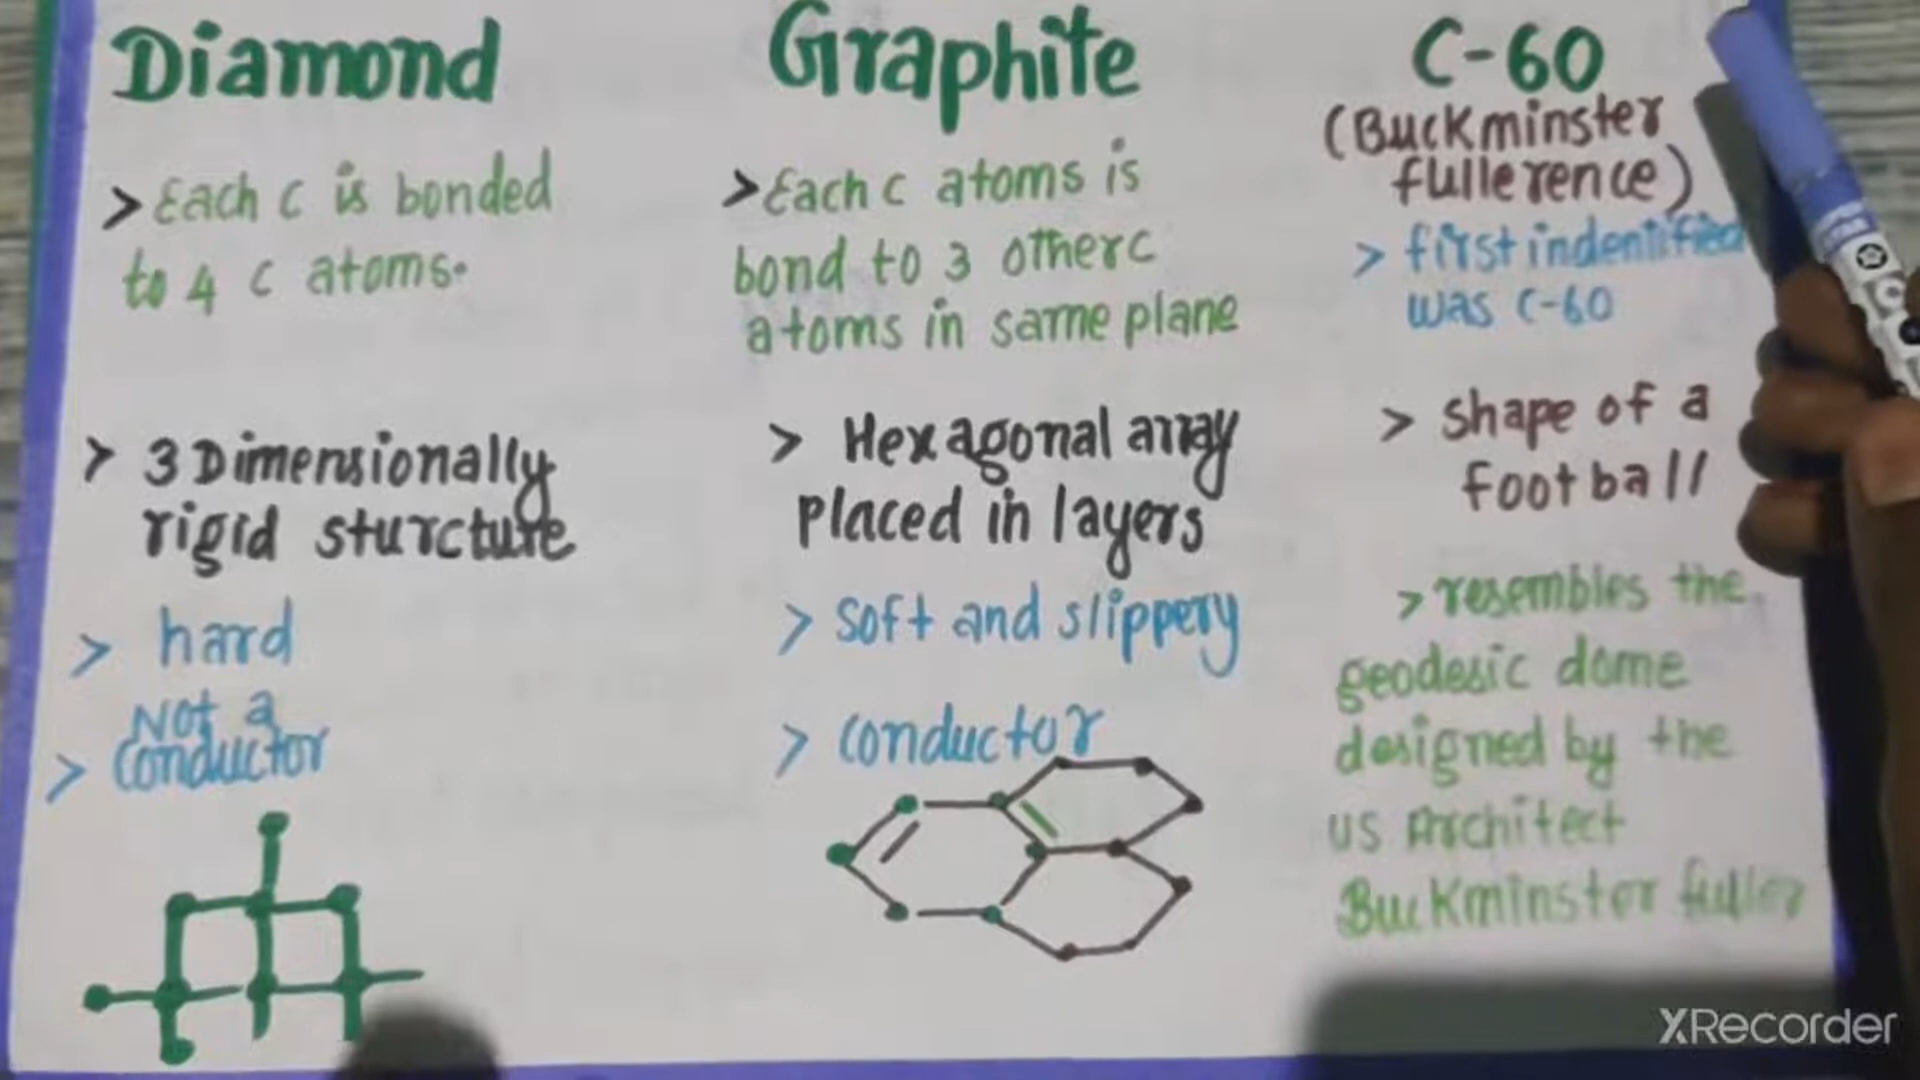 Diamond
> Each c is bonded
to 4 c atoms.
> 3 Dimensionally
rigid sturcture
> hard
Not a
> conductor
Graphite
> Each c atoms is
bond to 3 other c
atoms in same plane
> Hexagonal array
placed in layers
> soft and slippery
> conductor
C-60
(Buckminster
fullerence)
> first indentified
was C-60
> shape of a
football
> resembles the
geodesic dome
designed by the
US Architect
Buckminster fuller
XRecorder